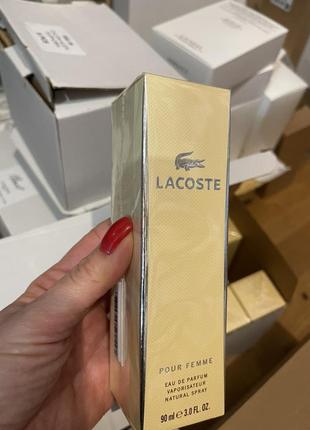 LACOSTE
POUR FEMME
EAU DE PARFUM
VAPORISATEUR
NATURAL SPRAY
90 ml e 3.0 FL. OZ.